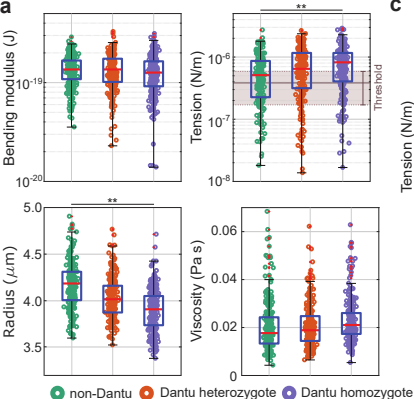 a
c
Bending modulus (J)
10⁻¹⁹
10⁻²⁰
**
Tension (N/m)
10⁻⁶
10⁻⁷
10⁻⁸
Threshold
Tension (N/m)
**
Radius (μm)
5.0
4.5
4.0
3.5
Viscosity (Pa s)
0.06
0.04
0.02
0
non-Dantu
Dantu heterozygote
Dantu homozygote